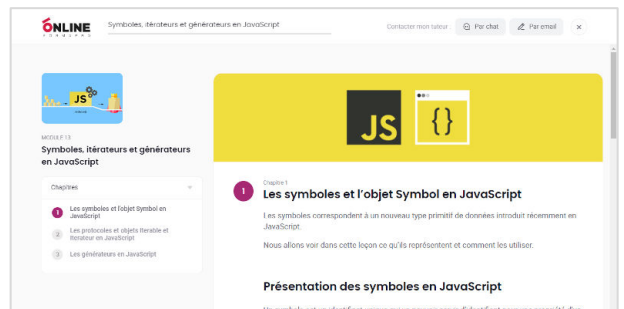 ONLINE
HONDURAS
Symboles, itérateurs et générateurs en JavaScript
Contacter mon tuteur
Par chat
Par email
×
JS
MODULE 13
Symboles, itérateurs et générateurs
en JavaScript
Chapitres
1 Les symboles et l'objet Symbol en
JavaScript
2 Les protocoles et objets Iterable et
Iterateur en JavaScript
3 Les générateurs en JavaScript
JS
{}
1
Chapitre 1
Les symboles et l'objet Symbol en JavaScript
Les symboles correspondent à un nouveau type primitif de données introduit récemment en
JavaScript.
Nous allons voir dans cette leçon ce qu'ils représentent et comment les utiliser.
Présentation des symboles en JavaScript